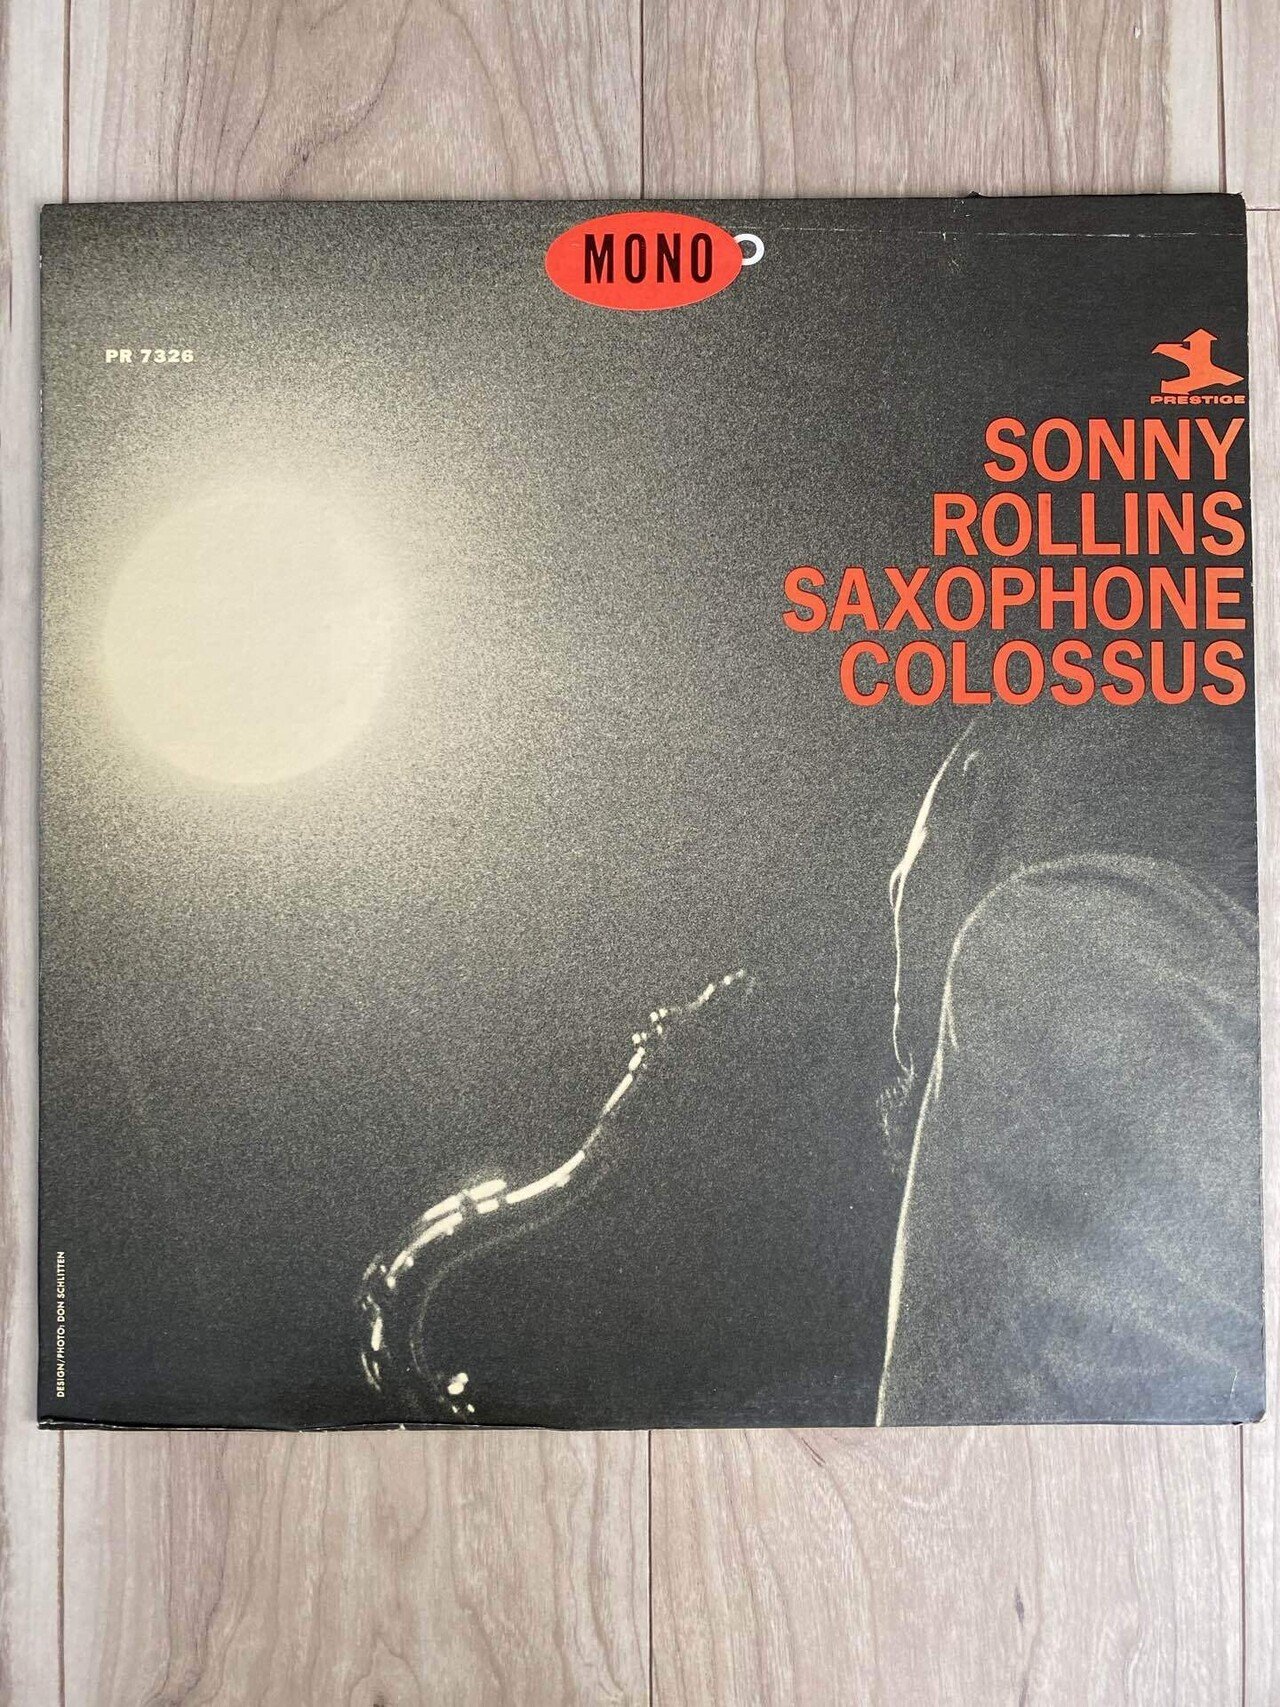 MONO
PR 7326
PRESTIGE
SONNY
ROLLINS
SAXOPHONE
COLOSSUS
DESIGN/PHOTO: DON SCHLITTEN